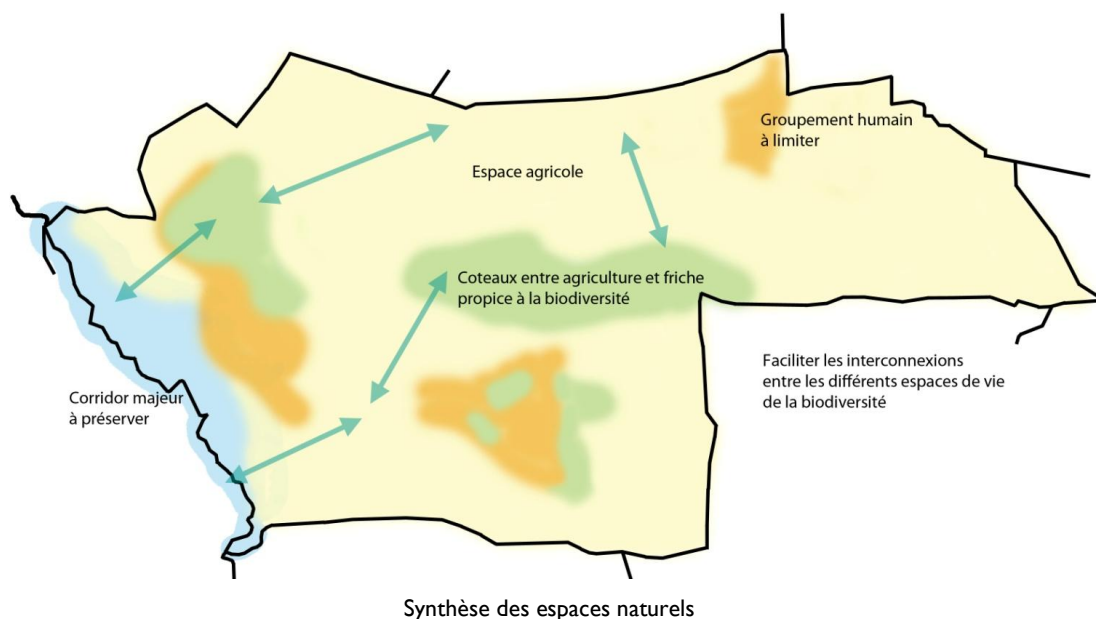 Groupement humain
à limiter
Espace agricole
Coteaux entre agriculture et friche
propice à la biodiversité
Faciliter les interconnexions
entre les différents espaces de vie
de la biodiversité
Corridor majeur
à préserver
Synthèse des espaces naturels